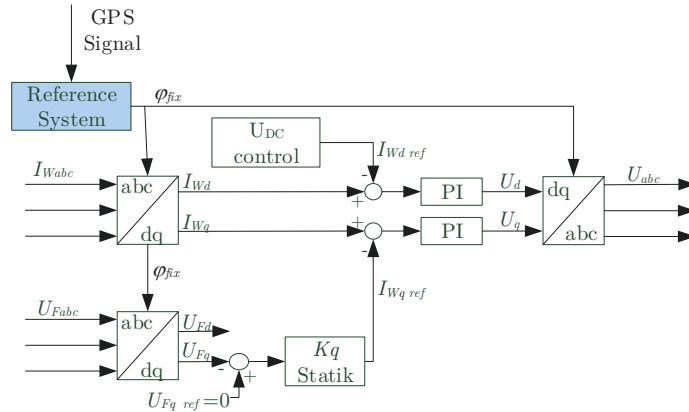 GPS
Signal
Reference
System
φfix
UDC
control
IWd ref
IWabc
abc
dq
IWd
IWq
-
+
+
-
PI
PI
Ud
Uq
dq
abc
Uabc
φfix
IWq ref
UFabc
abc
dq
UFd
UFq
-
+
Kq
Statik
UFq ref=0